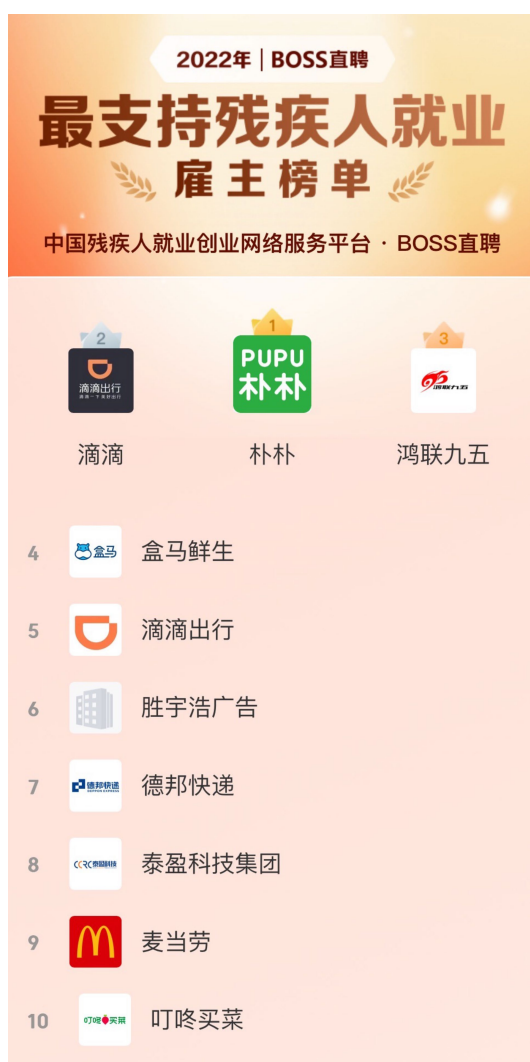 2022年 | BOSS直聘
最支持残疾人就业
雇主榜单
中国残疾人就业创业网络服务平台 · BOSS直聘
2
1
3
滴滴出行
PUPU
朴朴
鸿联九五
滴滴
朴朴
鸿联九五
4
盒马
盒马鲜生
5
滴滴出行
6
胜宇浩广告
7
德邦快递
德邦快递
8
泰盈科技集团
9
麦当劳
10
叮咚买菜
叮咚买菜